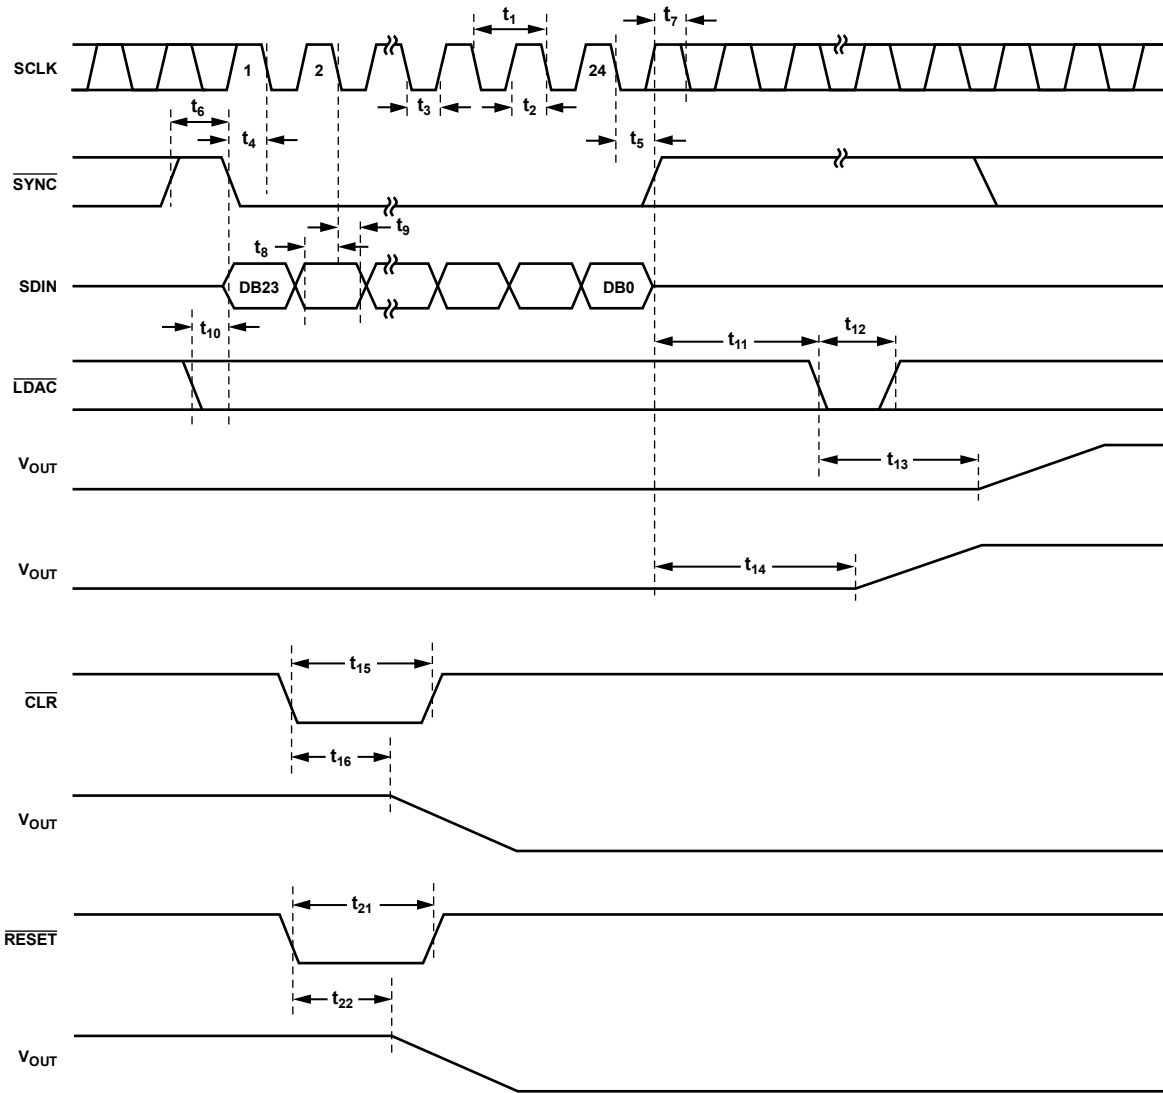 t1
t7
SCLK
1
2
24
t3
t2
t6
t4
t5
SYNC
t9
t8
SDIN
DB23
DB0
t10
t11
t12
LDAC
VOUT
t13
VOUT
t14
t15
CLR
t16
VOUT
t21
RESET
t22
VOUT